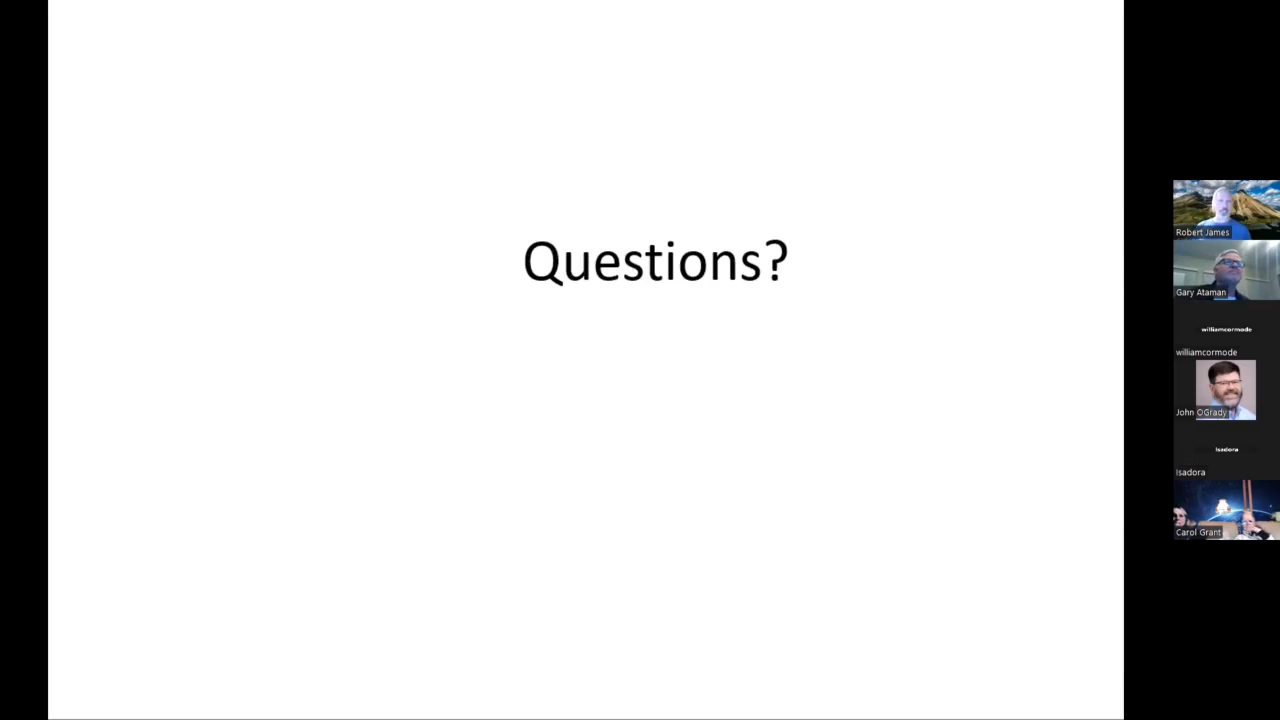 Questions?
Robert James
Gary Ataman
williamcormode
williamcormode
John OGrady
Isadora
Isadora
Carol Grant